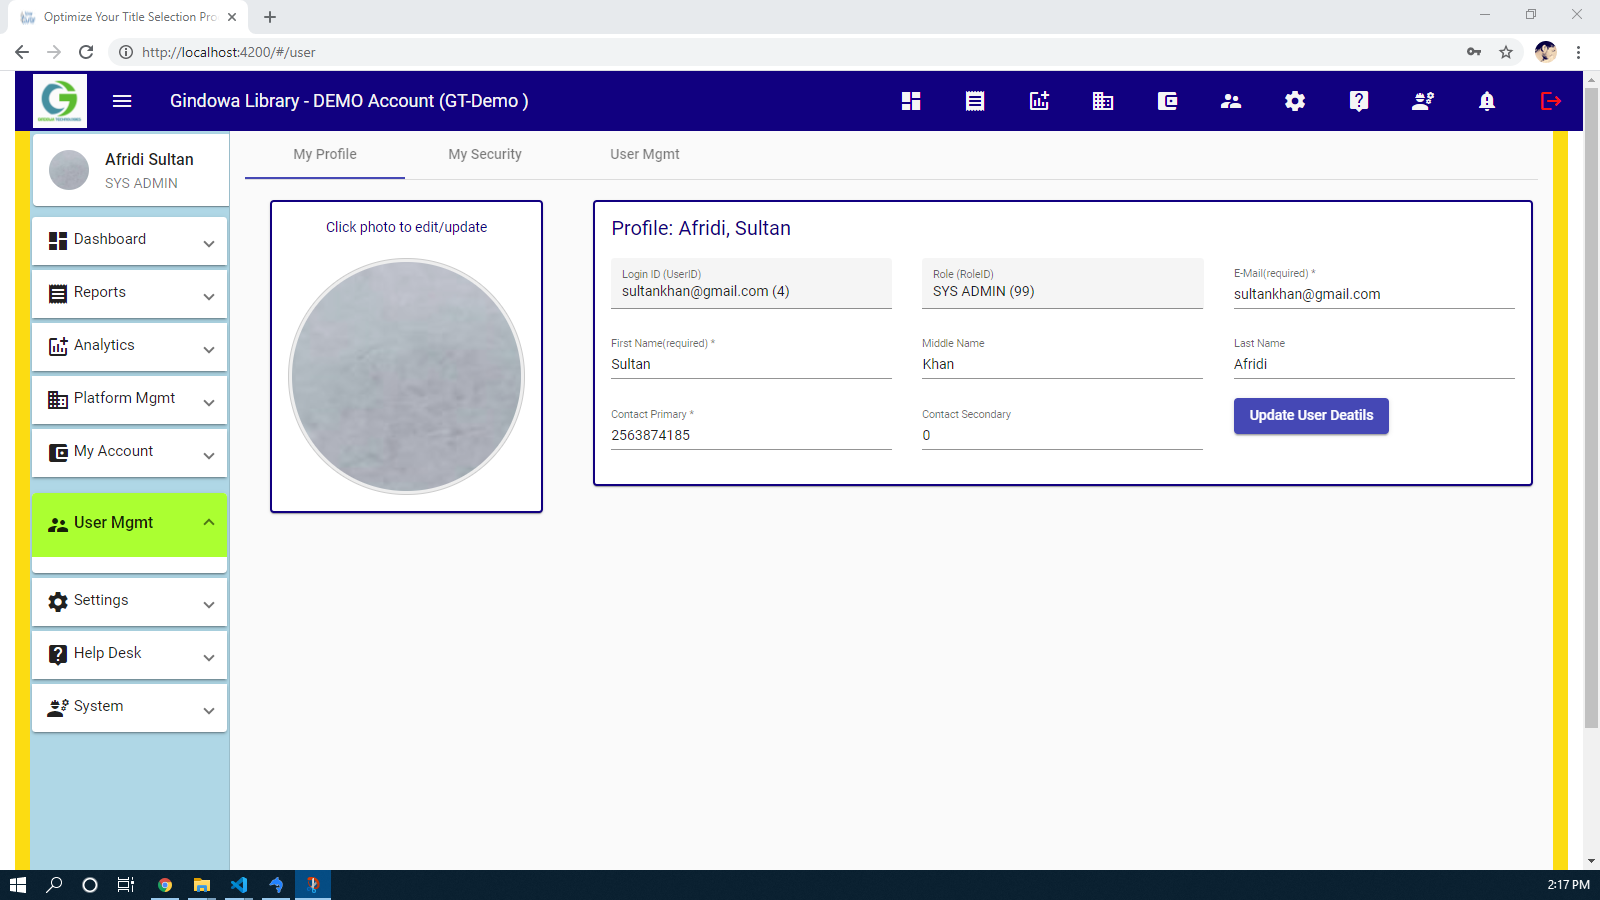 Optimize Your Title Selection Pro
http://localhost:4200/#/user
Gindowa Library - DEMO Account (GT-Demo )
Afridi Sultan
SYS ADMIN
Dashboard
Reports
Analytics
Platform Mgmt
My Account
User Mgmt
Settings
Help Desk
System
My Profile
My Security
User Mgmt
Click photo to edit/update
Profile: Afridi, Sultan
Login ID (UserID)
sultankhan@gmail.com (4)
Role (RoleID)
SYS ADMIN (99)
E-Mail(required) *
sultankhan@gmail.com
First Name(required) *
Sultan
Middle Name
Khan
Last Name
Afridi
Contact Primary *
2563874185
Contact Secondary
0
Update User Deatils
2:17 PM